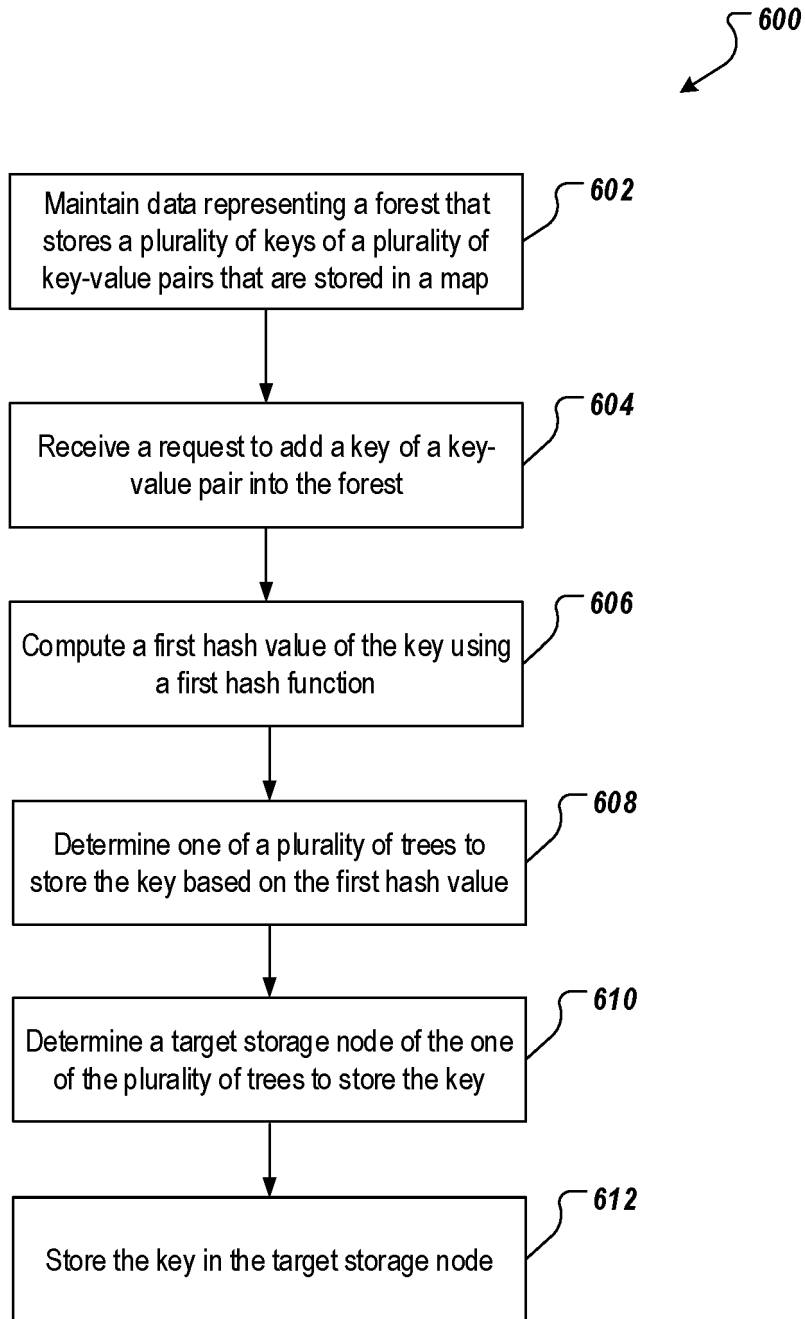 600
Maintain data representing a forest that
stores a plurality of keys of a plurality of
key-value pairs that are stored in a map
602
Receive a request to add a key of a key-
value pair into the forest
604
Compute a first hash value of the key using
a first hash function
606
Determine one of a plurality of trees to
store the key based on the first hash value
608
Determine a target storage node of the one
of the plurality of trees to store the key
610
Store the key in the target storage node
612